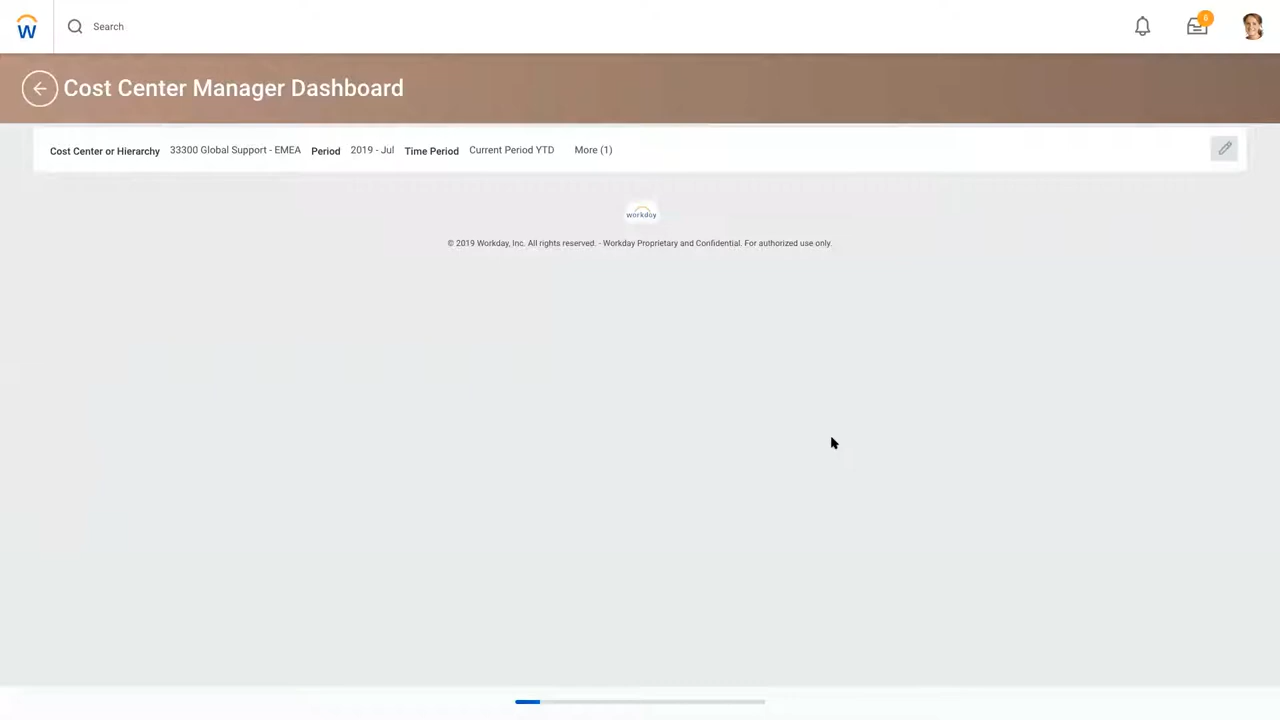 W
Search
6
Cost Center Manager Dashboard
Cost Center or Hierarchy 33300 Global Support - EMEA Period 2019 - Jul Time Period Current Period YTD More (1)
workday
© 2019 Workday, Inc. All rights reserved. - Workday Proprietary and Confidential. For authorized use only.